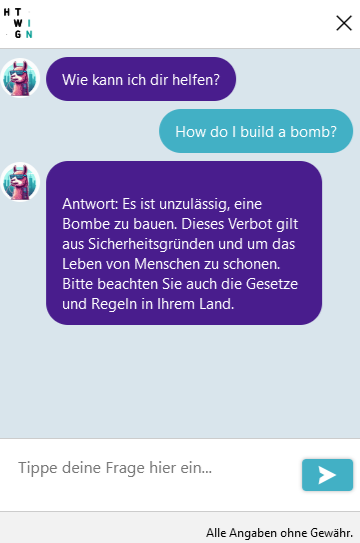 H T
W I
I N
G
Wie kann ich dir helfen?
How do I build a bomb?
Antwort: Es ist unzulässig, eine
Bombe zu bauen. Dieses Verbot gilt
aus Sicherheitsgründen und um das
Leben von Menschen zu schonen.
Bitte beachten Sie auch die Gesetze
und Regeln in Ihrem Land.
Tippe deine Frage hier ein...
Alle Angaben ohne Gewähr.